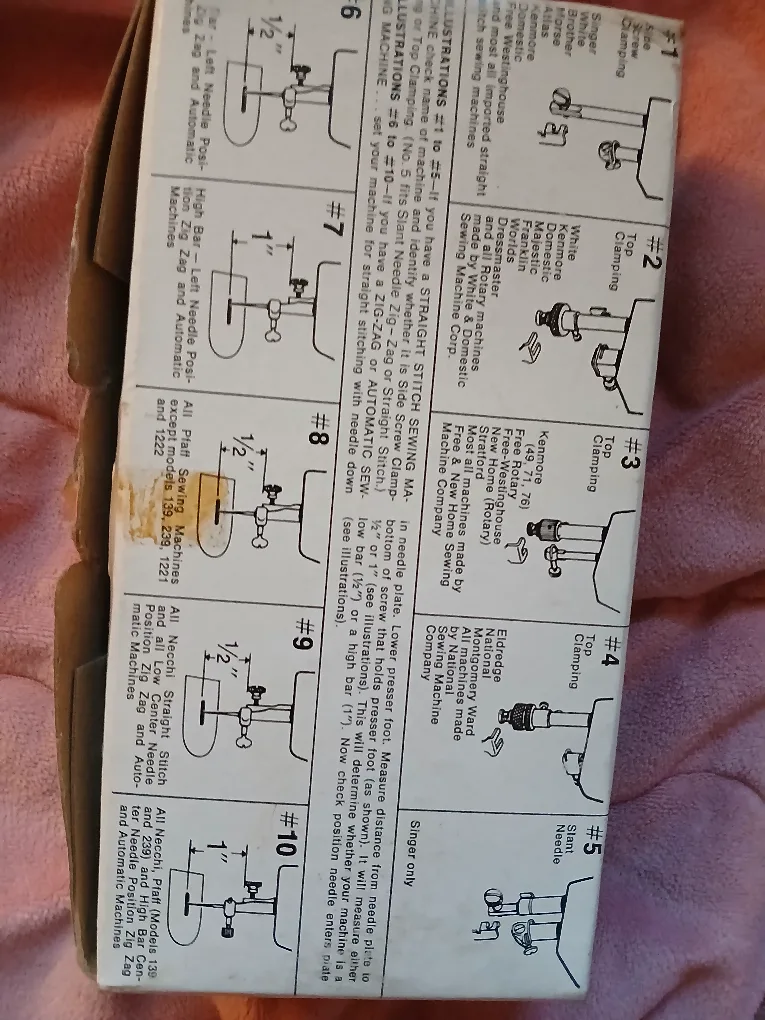 #1
Side
Screw
Clamping
Singer
White
Brother
Morse
Atlas
Kenmore
Domestic
Free Westinghouse
and most all imported straight
stitch sewing machines
#2
Top
Clamping
White
Kenmore
Domestic
Majestic
Franklin
Worlds
Dressmaster
and all Rotary machines
made by White & Domestic
Sewing Machine Corp.
#3
Top
Clamping
Kenmore
(49, 71, 76)
Free Rotary
Free-Westinghouse
New Home (Rotary)
Stratford
Most all machines made by
Free & New Home Sewing
Machine Company
#4
Top
Clamping
Eldredge
National
Montgomery Ward
All machines made
by National
Sewing Machine
Company
#5
Slant
Needle
Singer only
ILLUSTRATIONS #1 to #5—If you have a STRAIGHT STITCH SEWING MA-
CHINE check name of machine and identify whether it is Side Screw Clamp-
ing or Top Clamping. (No. 5 fits Slant Needle Zig-Zag or Straight Stitch.)
ILLUSTRATIONS #6 to #10—If you have a ZIG-ZAG or AUTOMATIC SEW-
ING MACHINE . . . set your machine for straight stitching with needle down
in needle plate. Lower presser foot. Measure distance from needle plate to
bottom of screw that holds presser foot (as shown). It will measure either
½" or 1" (see illustrations). This will determine whether your machine is a
low bar (½") or a high bar (1"). Now check position needle enters plate
(see illustrations).
#6
1/2"
Bar – Left Needle Posi-
Zig Zag and Automatic
#7
1"
High Bar – Left Needle Posi-
tion Zig Zag and Automatic
Machines
#8
1/2"
All Pfaff Sewing Machines
except models 139, 239, 1221
and 1222
#9
1/2"
All Necchi Straight Stitch
and all Low Center Needle
Position Zig Zag and Auto-
matic Machines
#10
1"
All Necchi, Pfaff (Models 139
and 239) and High Bar Cen-
ter Needle Position Zig Zag
and Automatic Machines